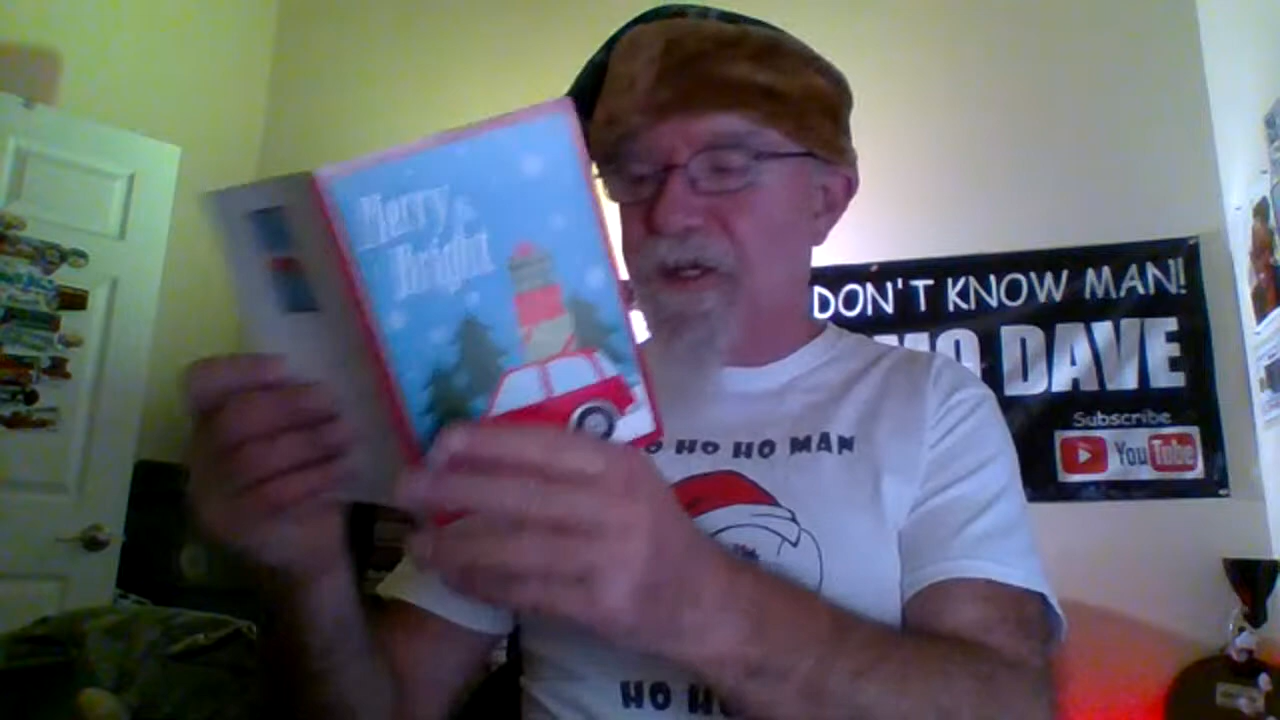 Merry
Bright
DON'T KNOW MAN!
DAVE
Subscribe
YouTube
HO HO MAN
HO